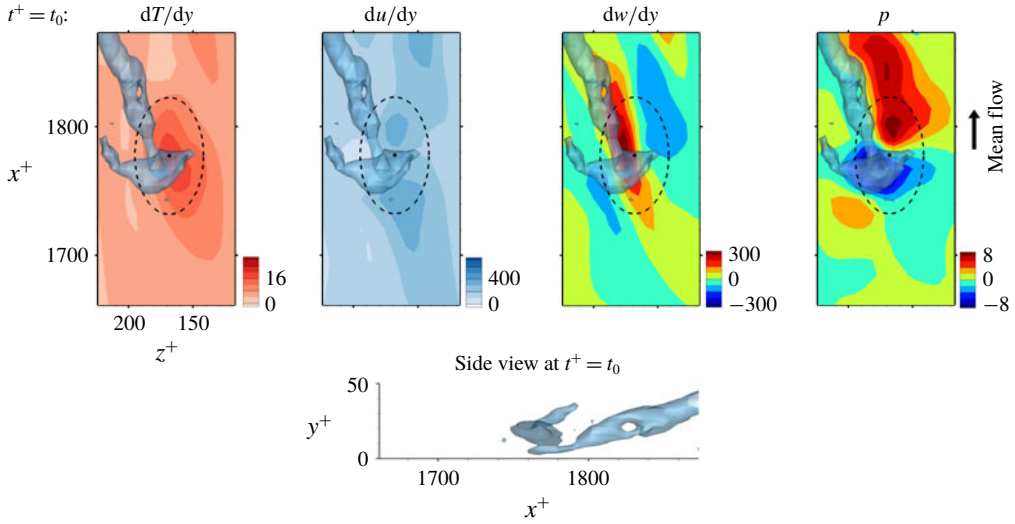 t⁺ = t₀: dT/dy du/dy dw/dy p
1800
x⁺
1700
16
0
400
0
300
0
−300
8
0
−8
Mean flow
200 150
z⁺
Side view at t⁺ = t₀
50
y⁺
0
1700 1800
x⁺